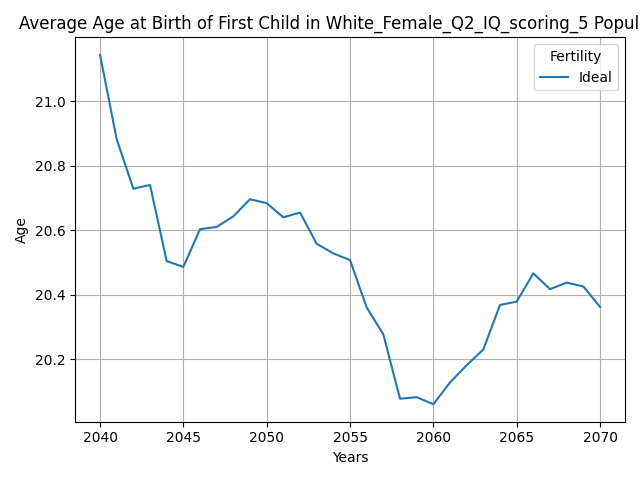 Average Age at Birth of First Child in White_Female_Q2_IQ_scoring_5 Popul
Fertility
Ideal
21.0
20.8
20.6
20.4
20.2
Age
2040 2045 2050 2055 2060 2065 2070
Years